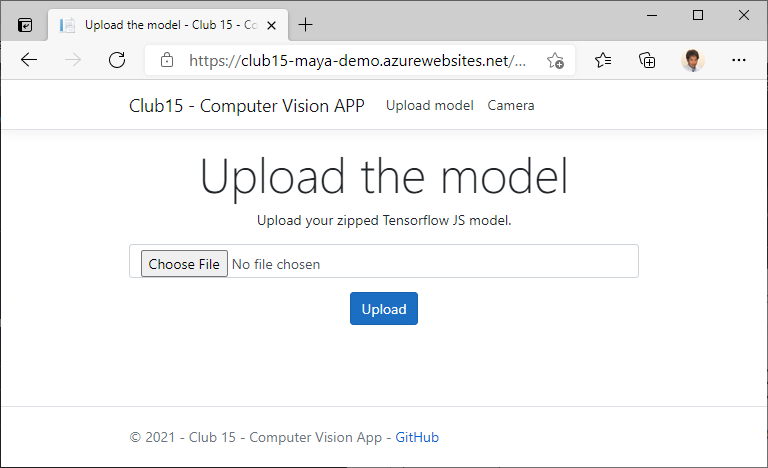 Upload the model - Club 15 - Co
https://club15-maya-demo.azurewebsites.net/...
Club15 - Computer Vision APP Upload model Camera
Upload the model
Upload your zipped Tensorflow JS model.
Choose File No file chosen
Upload
© 2021 - Club 15 - Computer Vision App - GitHub